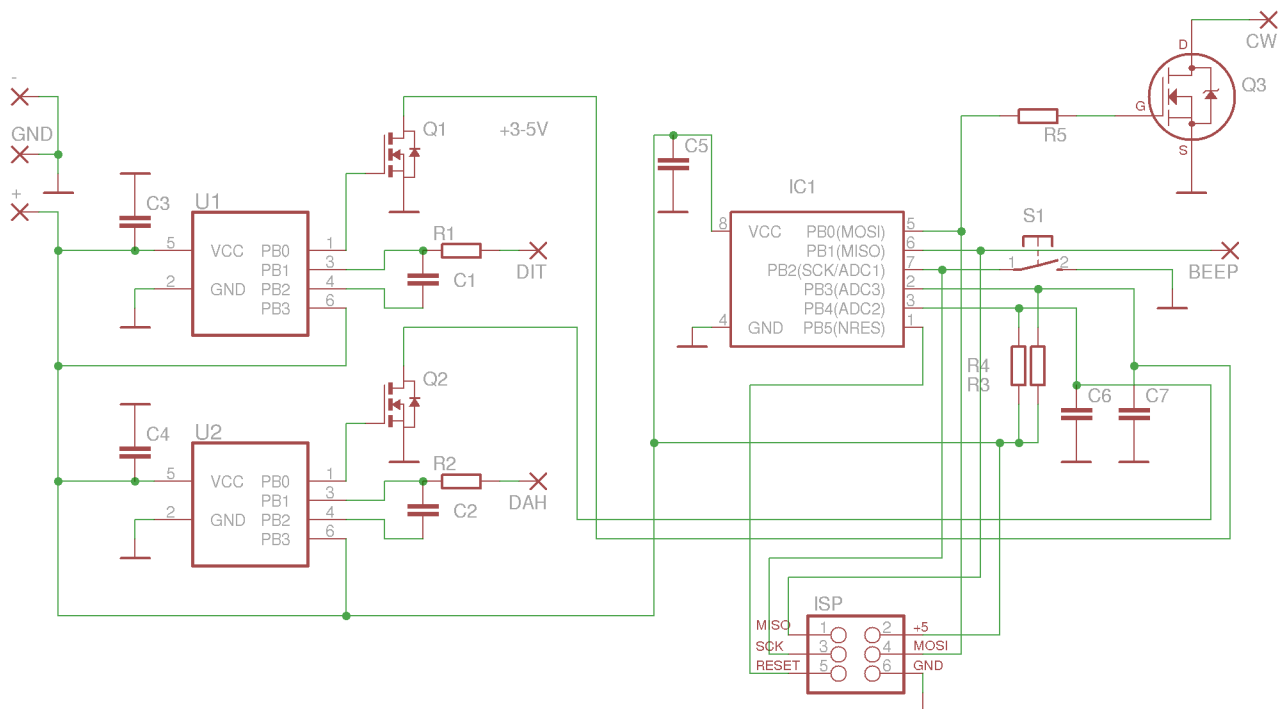 -
GND
+
C3
U1
5
VCC
PB0
1
PB1
3
2
GND
PB2
4
PB3
6
Q1
+3-5V
R1
DIT
C1
C4
U2
5
VCC
PB0
1
PB1
3
2
GND
PB2
4
PB3
6
Q2
R2
DAH
C2
C5
IC1
8
VCC
PB0(MOSI)
5
PB1(MISO)
6
PB2(SCK/ADC1)
7
PB3(ADC3)
2
PB4(ADC2)
3
4
GND
PB5(NRES)
1
CW
D
Q3
G
S
R5
S1
1
2
BEEP
R4
R3
C6
C7
ISP
MISO
1
2
+5
SCK
3
4
MOSI
RESET
5
6
GND